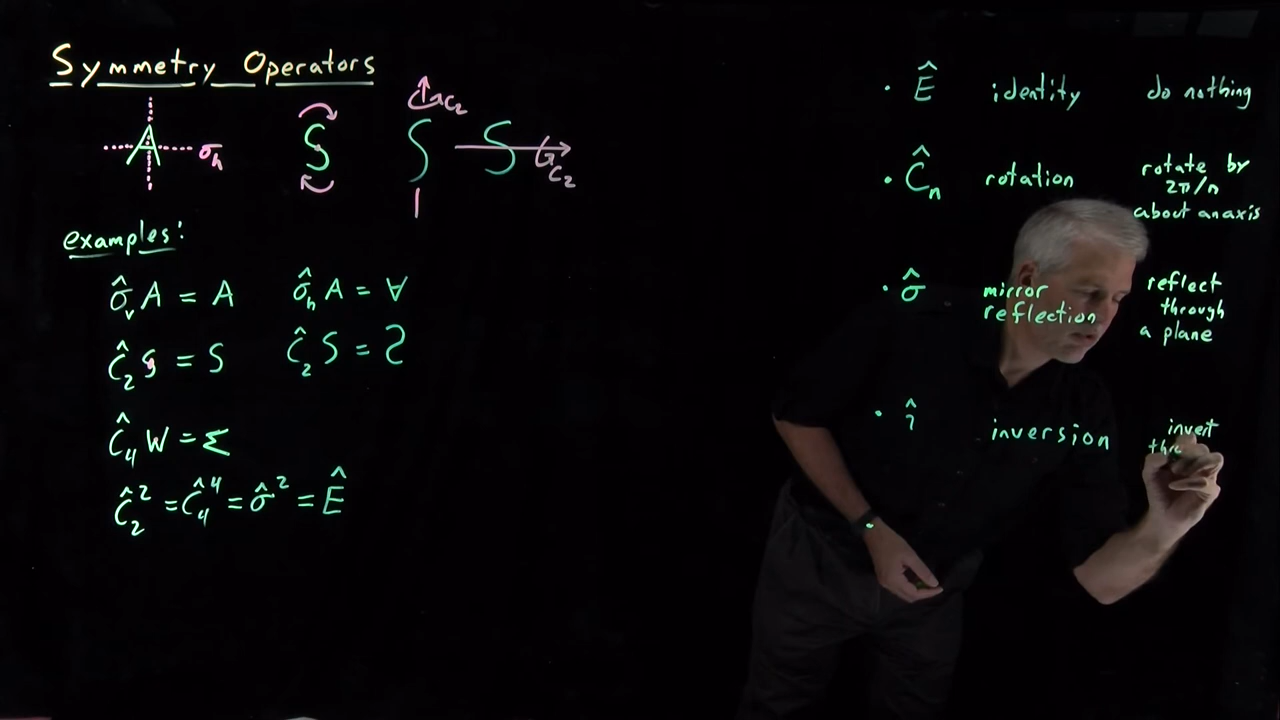 Symmetry Operators
A σₕ S S C₂ S C₂
examples:
σ̂ᵥ A = A σ̂ₕ A = ∀
Ĉ₂ S = S Ĉ₂ S = Ƨ
Ĉ₄ W = Σ
Ĉ₂² = Ĉ₄⁴ = σ̂² = Ê
· Ê identity do nothing
· Ĉₙ rotation rotate by
2π/n
about an axis
· σ̂ mirror
reflection
reflect
through
a plane
· î inversion invert